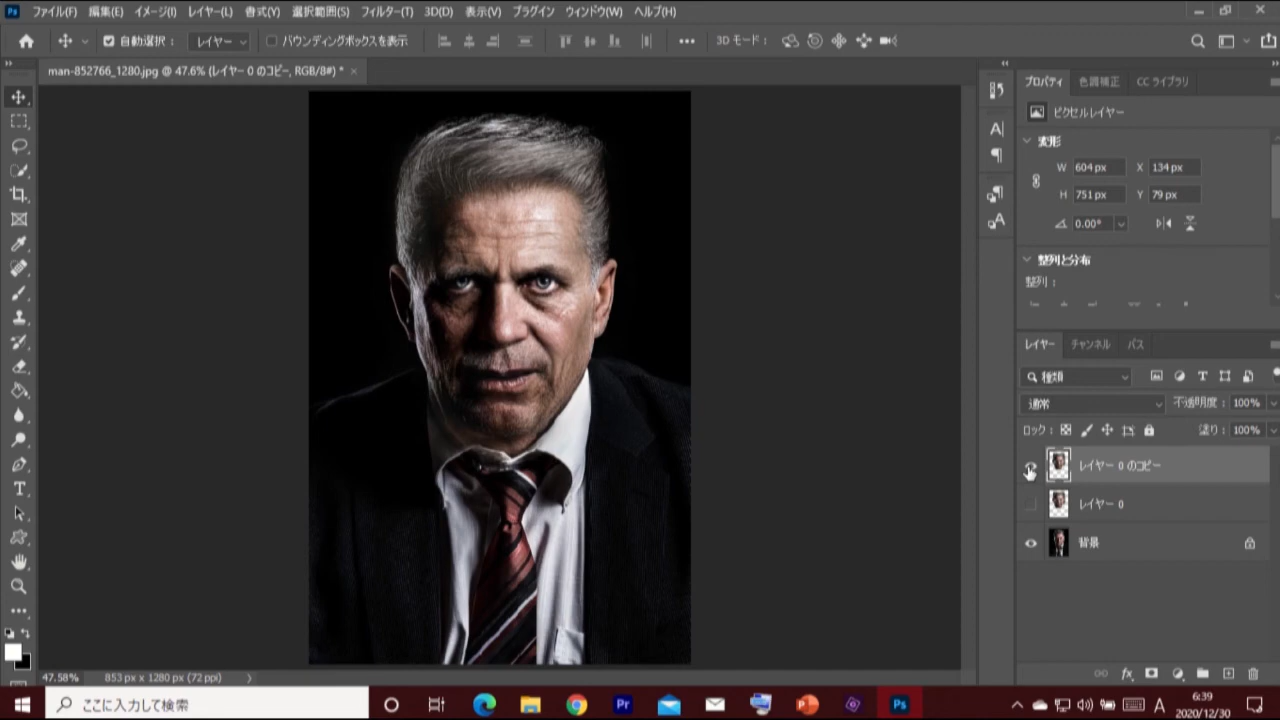 Ps ファイル(F) 編集(E) イメージ(I) レイヤー(L) 書式(Y) 選択範囲(S) フィルター(T) 3D(D) 表示(V) プラグイン ウィンドウ(W) ヘルプ(H)
自動選択： レイヤー バウンディングボックスを表示 3D モード：
man-852766_1280.jpg @ 47.6% (レイヤー 0 のコピー, RGB/8#) *
プロパティ 色調補正 CC ライブラリ
ピクセルレイヤー
変形
W 604 px X 134 px
H 751 px Y 79 px
0.00°
整列と分布
整列：
レイヤー チャンネル パス
種類
通常 不透明度： 100%
ロック： 塗り： 100%
レイヤー 0 のコピー
レイヤー 0
背景
47.58% 853 px x 1280 px (72 ppi)
ここに入力して検索
Pr
Ps
A
6:39
2020/12/30